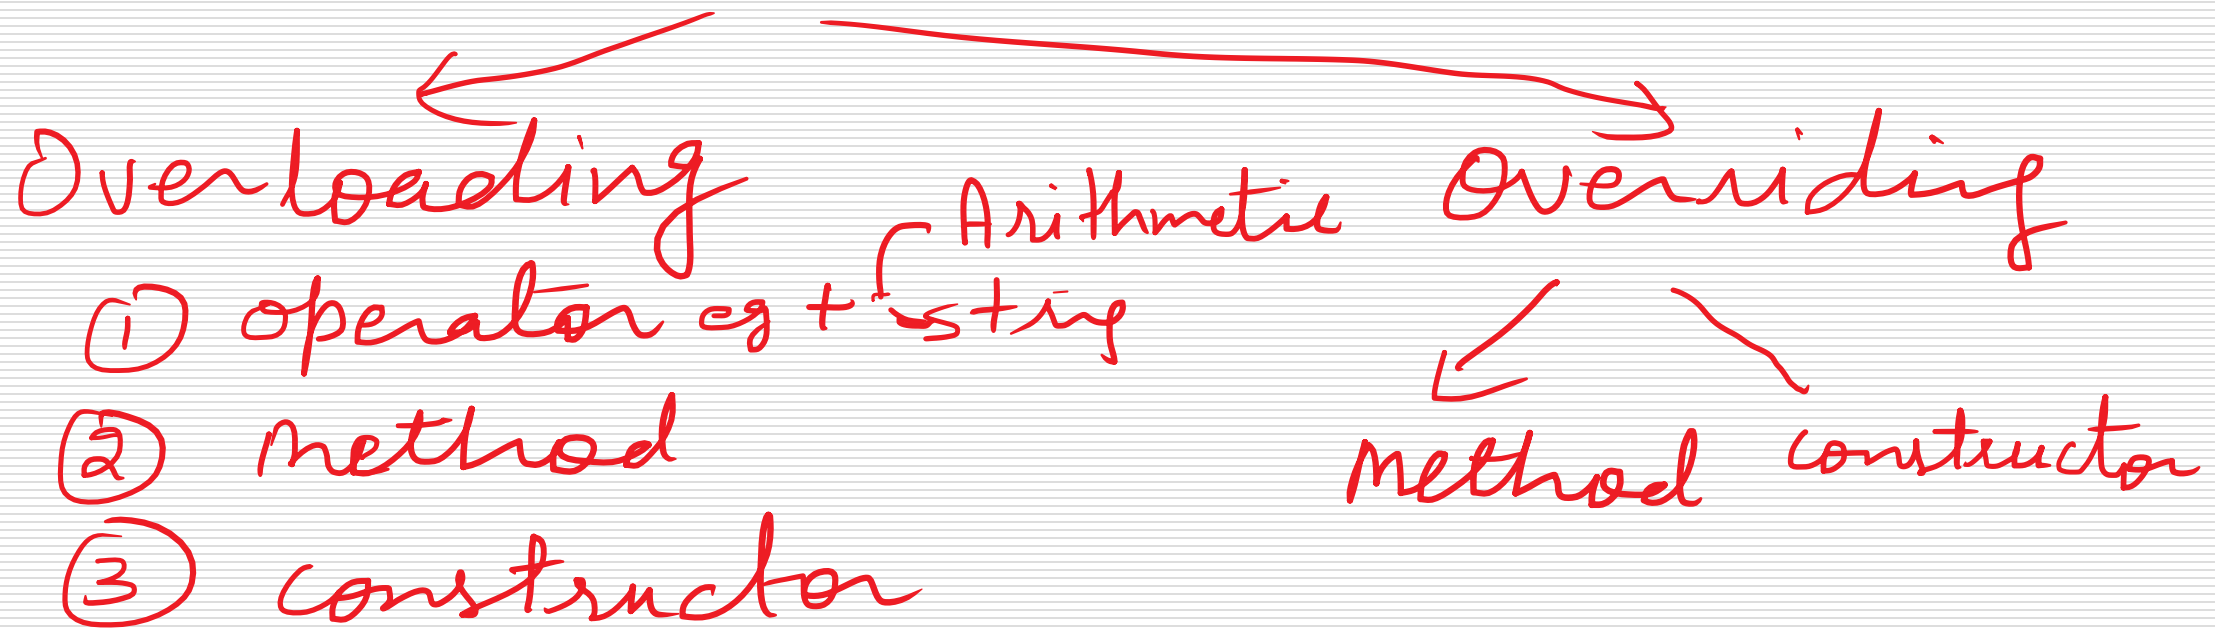 Overloading
Overriding
① operator eg + Arithmetic
string
② method
③ constructor
Method constructor